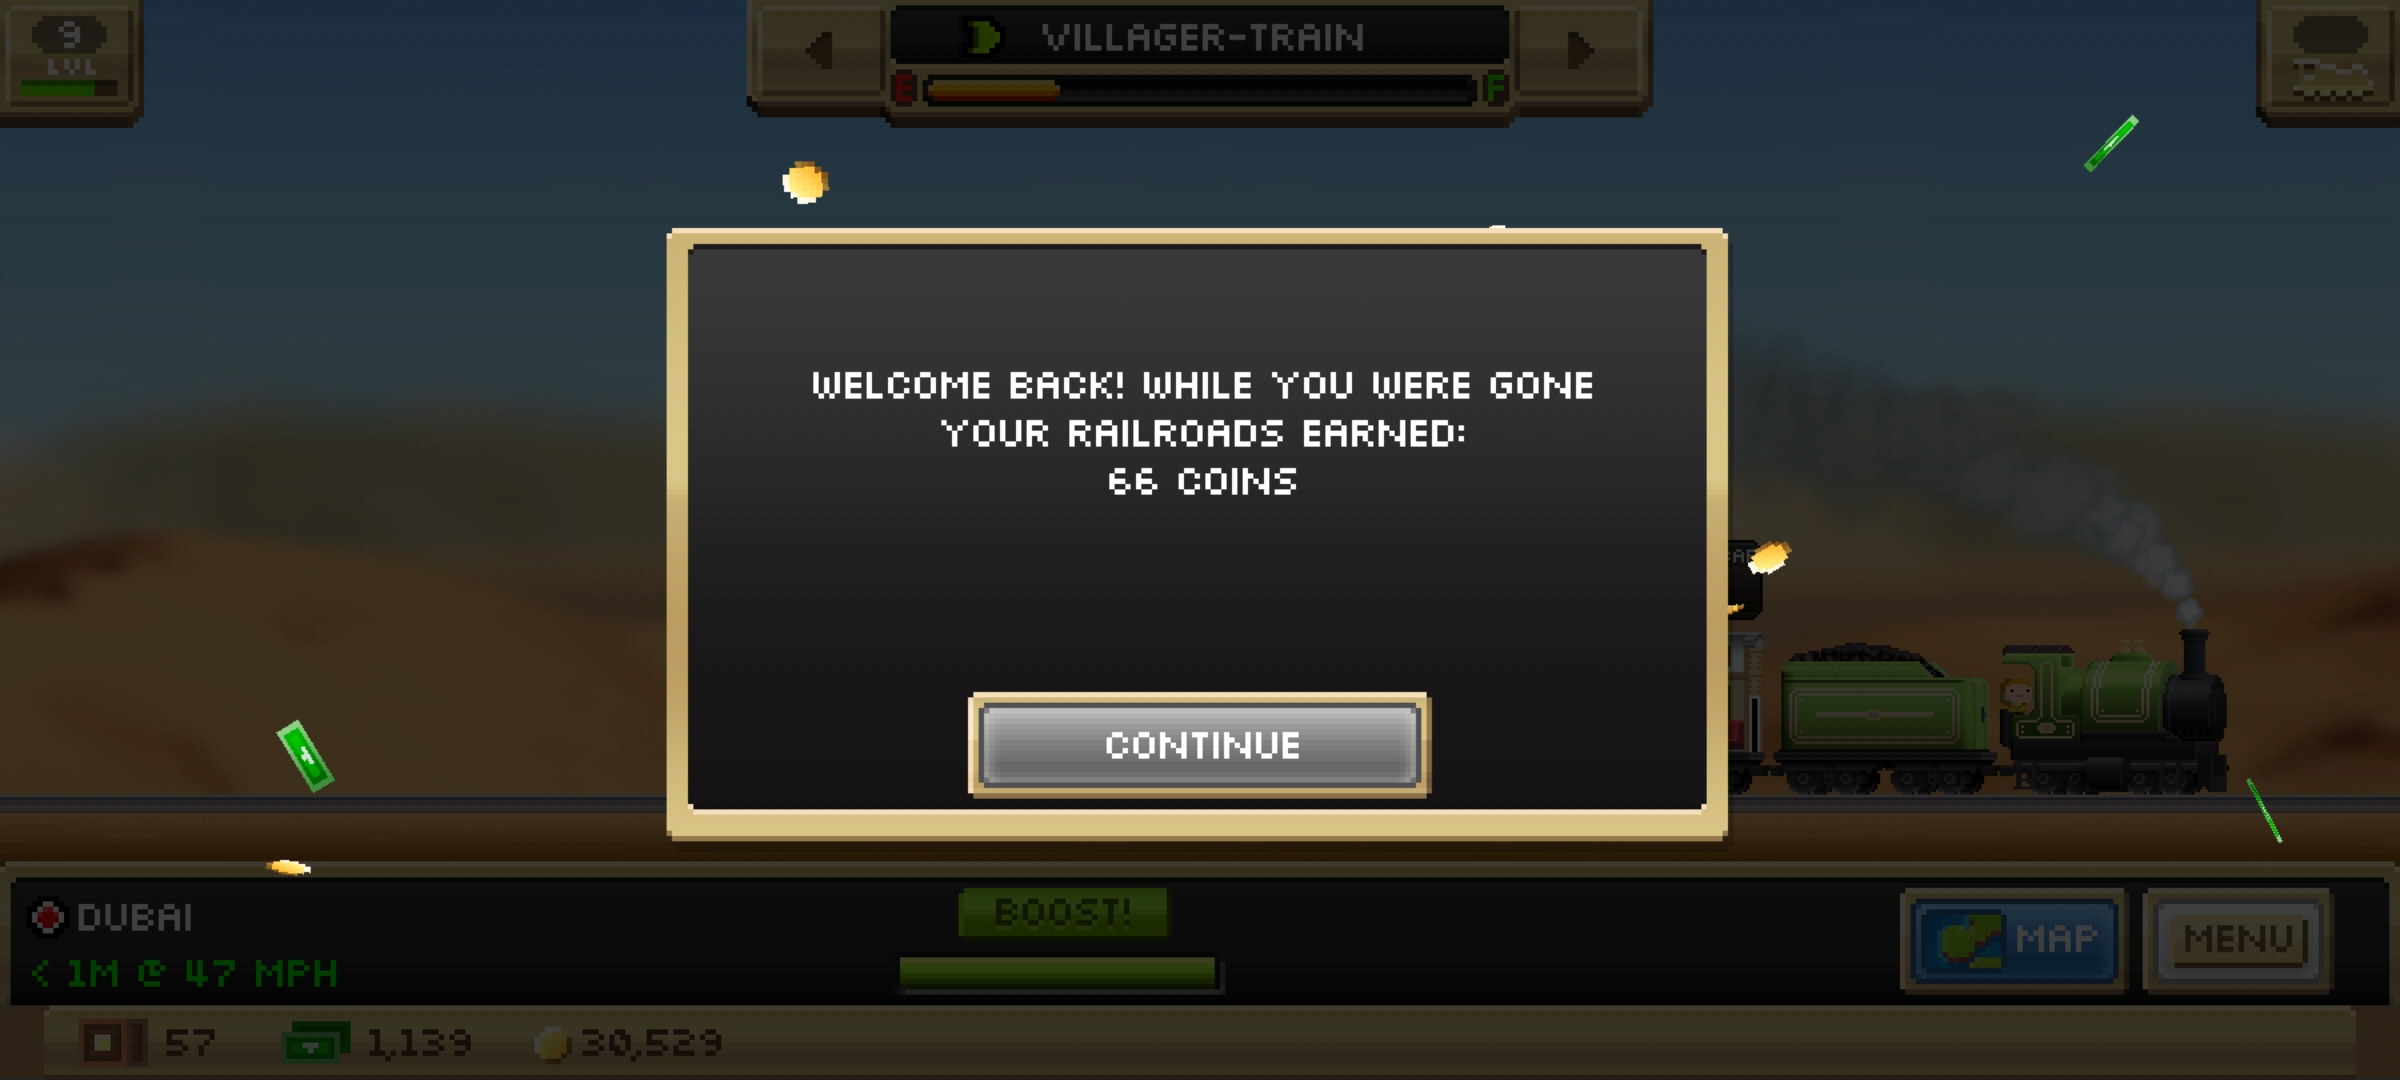 9
LVL
VILLAGER-TRAIN
E
F
WELCOME BACK! WHILE YOU WERE GONE
YOUR RAILROADS EARNED:
66 COINS
CONTINUE
DUBAI
< 1M @ 47 MPH
BOOST!
MAP
MENU
57
1,139
30,529